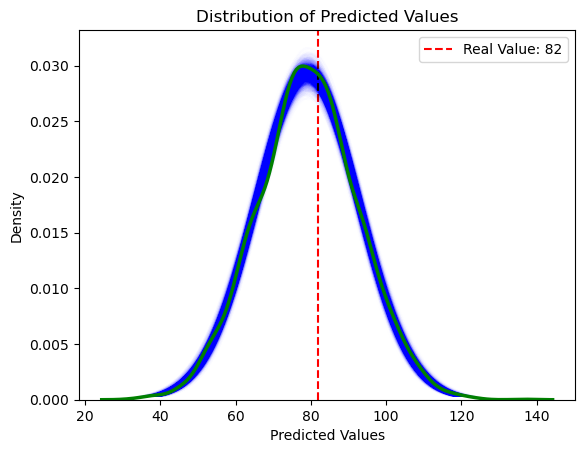 Distribution of Predicted Values
Real Value: 82
Density
0.030
0.025
0.020
0.015
0.010
0.005
0.000
20 40 60 80 100 120 140
Predicted Values